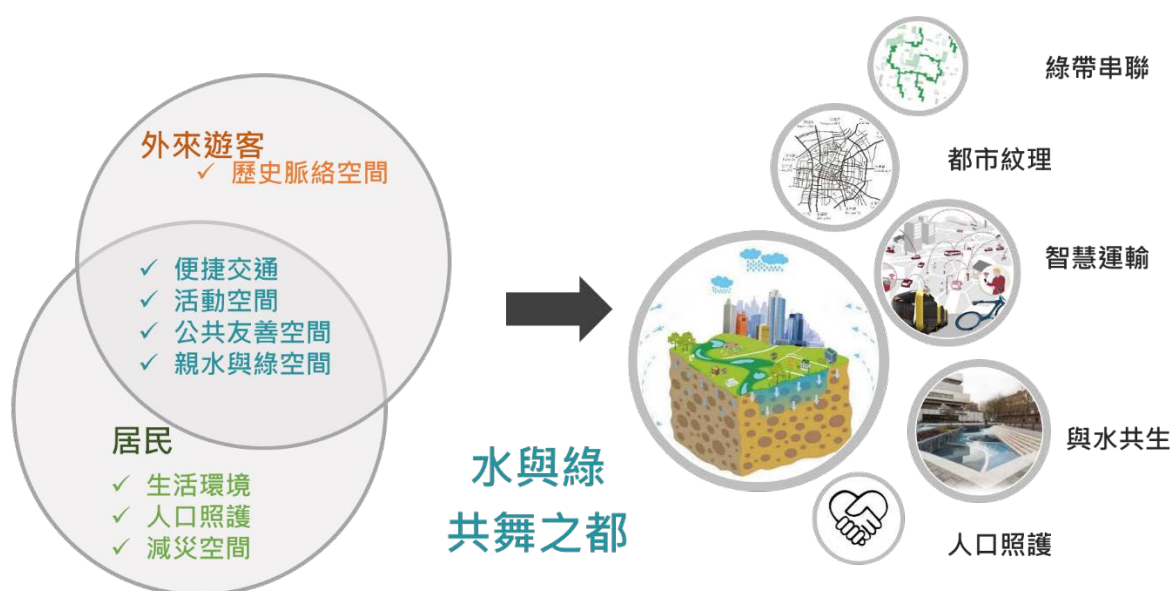 外來遊客
✓ 歷史脈絡空間
✓ 便捷交通
✓ 活動空間
✓ 公共友善空間
✓ 親水與綠空間
居民
✓ 生活環境
✓ 人口照護
✓ 減災空間
水與綠
共舞之都
綠帶串聯
都市紋理
智慧運輸
與水共生
人口照護